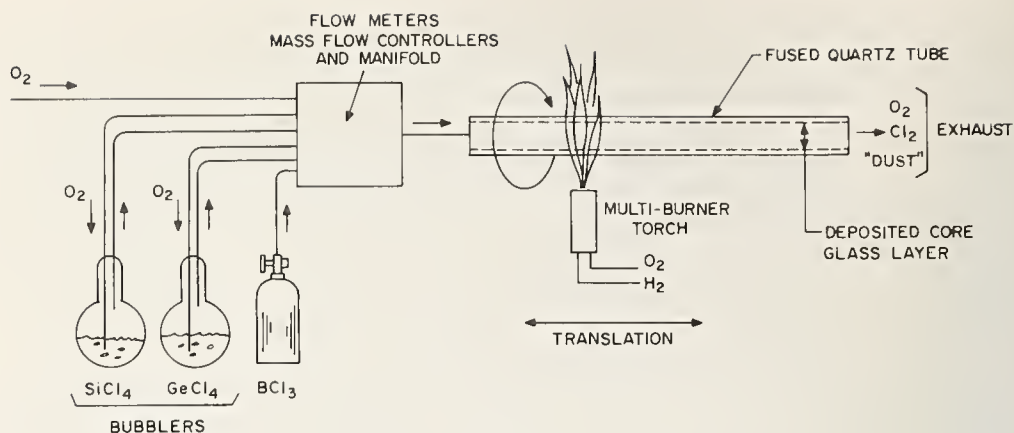 FLOW METERS
MASS FLOW CONTROLLERS
AND MANIFOLD
O₂
FUSED QUARTZ TUBE
O₂
Cl₂
"DUST"
EXHAUST
O₂
O₂
MULTI-BURNER
TORCH
O₂
H₂
DEPOSITED CORE
GLASS LAYER
TRANSLATION
SiCl₄
GeCl₄
BCl₃
BUBBLERS